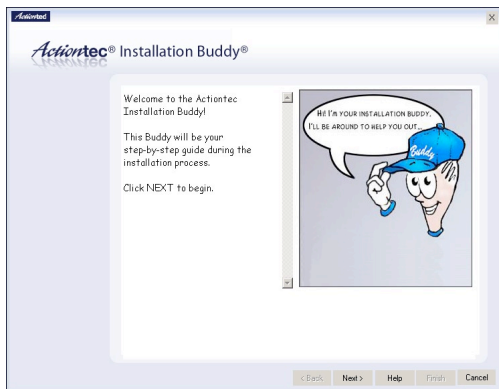 Actiontec
X
Actiontec® Installation Buddy®
Welcome to the Actiontec
Installation Buddy!
This Buddy will be your
step-by-step guide during the
installation process.
Click NEXT to begin.
HI! I'M YOUR INSTALLATION BUDDY.
I'LL BE AROUND TO HELP YOU OUT...
Buddy
< Back
Next >
Help
Finish
Cancel